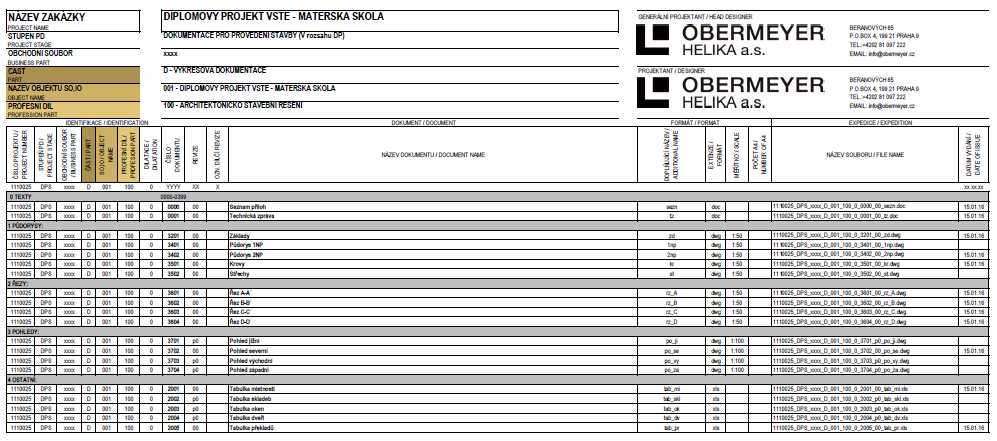 NÁZEV ZAKÁZKY DIPLOMOVÝ PROJEKT VŠTE - MATEŘSKÁ ŠKOLA GENERÁLNÍ PROJEKTANT / HEAD DESIGNER
PROJECT NAME
STUPEŇ PD DOKUMENTACE PRO PROVEDENÍ STAVBY (V rozsahu DP) OBERMEYER BERANOVÝCH 65
PROJECT STAGE HELIKA a.s. P.O.BOX 4, 199 21 PRAHA 9
OBCHODNÍ SOUBOR xxxx TEL.:+4202 81 097 222
BUSINESS PART EMAIL: info@obermeyer.cz
ČÁST D - VÝKRESOVÁ DOKUMENTACE PROJEKTANT / DESIGNER
PART
NÁZEV OBJEKTU SO,IO 001 - DIPLOMOVÝ PROJEKT VŠTE - MATEŘSKÁ ŠKOLA OBERMEYER BERANOVÝCH 65
OBJECT NAME HELIKA a.s. P.O.BOX 4, 199 21 PRAHA 9
PROFESNÍ DÍL 100 - ARCHITEKTONICKO STAVEBNÍ ŘEŠENÍ TEL.:+4202 81 097 222
PROFESSION PART EMAIL: info@obermeyer.cz
IDENTIFIKACE / IDENTIFICATION DOKUMENT / DOCUMENT FORMÁT / FORMAT EXPEDICE / EXPEDITION
ČÍSLO PROJEKTU / PROJECT NUMBER
STUPEŇ PD / PROJECT STAGE
OBCHODNÍ SOUBOR / BUSINESS PART
ČÁST / PART
SO,IO / OBJECT NAME
PROFESNÍ DÍL / PROFESION PART
DILATACE / DILATATION
ČÍSLO DOKUMENTU
REVIZE
OZN. DÍLČÍ REVIZE
NÁZEV DOKUMENTU / DOCUMENT NAME
DOPLŇUJÍCÍ NÁZEV / ADDITIONAL NAME
EXTENZE / FORMÁT
MĚŘÍTKO / SCALE
POČET A4 / NUMBER OF A4
NÁZEV SOUBORU / FILE NAME
DATUM VYDÁNÍ / DATE OF ISSUE
1110025 DPS xxxx D 001 100 0 YYYY XX X xx.xx.xx
0 TEXTY 0000-0399
1110025 DPS xxxx D 001 100 0 0000 00 Seznam příloh sezn doc 1110025_DPS_xxxx_D_001_100_0_0000_00_sezn.doc 15.01.16
1110025 DPS xxxx D 001 100 0 0001 00 Technická zpráva tz doc 1110025_DPS_xxxx_D_001_100_0_0001_00_tz.doc 15.01.16
1 PŮDORYSY:
1110025 DPS xxxx D 001 100 0 3201 00 Základy zd dwg 1:50 1110025_DPS_xxxx_D_001_100_0_3201_00_zd.dwg 15.01.16
1110025 DPS xxxx D 001 100 0 3401 00 Půdorys 1NP 1np dwg 1:50 1110025_DPS_xxxx_D_001_100_0_3401_00_1np.dwg
1110025 DPS xxxx D 001 100 0 3402 00 Půdorys 2NP 2np dwg 1:50 1110025_DPS_xxxx_D_001_100_0_3402_00_2np.dwg 15.01.16
1110025 DPS xxxx D 001 100 0 3501 00 Krovy kr dwg 1:50 1110025_DPS_xxxx_D_001_100_0_3501_00_kr.dwg 15.01.16
1110025 DPS xxxx D 001 100 0 3502 00 Střechy st dwg 1:50 1110025_DPS_xxxx_D_001_100_0_3502_00_st.dwg 15.01.16
2 ŘEZY:
1110025 DPS xxxx D 001 100 0 3601 00 Řez A-A' rz_A dwg 1:50 1110025_DPS_xxxx_D_001_100_0_3601_00_rz_A.dwg 15.01.16
1110025 DPS xxxx D 001 100 0 3602 00 Řez B-B' rz_B dwg 1:50 1110025_DPS_xxxx_D_001_100_0_3602_00_rz_B.dwg 15.01.16
1110025 DPS xxxx D 001 100 0 3603 00 Řez C-C' rz_C dwg 1:50 1110025_DPS_xxxx_D_001_100_0_3603_00_rz_C.dwg 15.01.16
1110025 DPS xxxx D 001 100 0 3604 00 Řez D-D' rz_D dwg 1:50 1110025_DPS_xxxx_D_001_100_0_3604_00_rz_D.dwg 15.01.16
3 POHLEDY:
1110025 DPS xxxx D 001 100 0 3701 p0 Pohled jižní po_ji dwg 1:100 1110025_DPS_xxxx_D_001_100_0_3701_p0_po_ji.dwg
1110025 DPS xxxx D 001 100 0 3702 00 Pohled severní po_se dwg 1:100 1110025_DPS_xxxx_D_001_100_0_3702_00_po_se.dwg 15.01.16
1110025 DPS xxxx D 001 100 0 3703 p0 Pohled východní po_vy dwg 1:100 1110025_DPS_xxxx_D_001_100_0_3703_p0_po_vy.dwg
1110025 DPS xxxx D 001 100 0 3704 p0 Pohled západní po_za dwg 1:100 1110025_DPS_xxxx_D_001_100_0_3704_p0_po_za.dwg
4 OSTATNÍ:
1110025 DPS xxxx D 001 100 0 2001 00 Tabulka místností tab_mi xls 1110025_DPS_xxxx_D_001_100_0_2001_00_tab_mi.xls 15.01.16
1110025 DPS xxxx D 001 100 0 2002 p0 Tabulka skladeb tab_skl xls 1110025_DPS_xxxx_D_001_100_0_2002_p0_tab_skl.xls
1110025 DPS xxxx D 001 100 0 2003 p0 Tabulka oken tab_ok xls 1110025_DPS_xxxx_D_001_100_0_2003_p0_tab_ok.xls
1110025 DPS xxxx D 001 100 0 2004 p0 Tabulka dveří tab_dv xls 1110025_DPS_xxxx_D_001_100_0_2004_p0_tab_dv.xls
1110025 DPS xxxx D 001 100 0 2005 00 Tabulka překladů tab_pr xls 1110025_DPS_xxxx_D_001_100_0_2005_00_tab_pr.xls 15.01.16